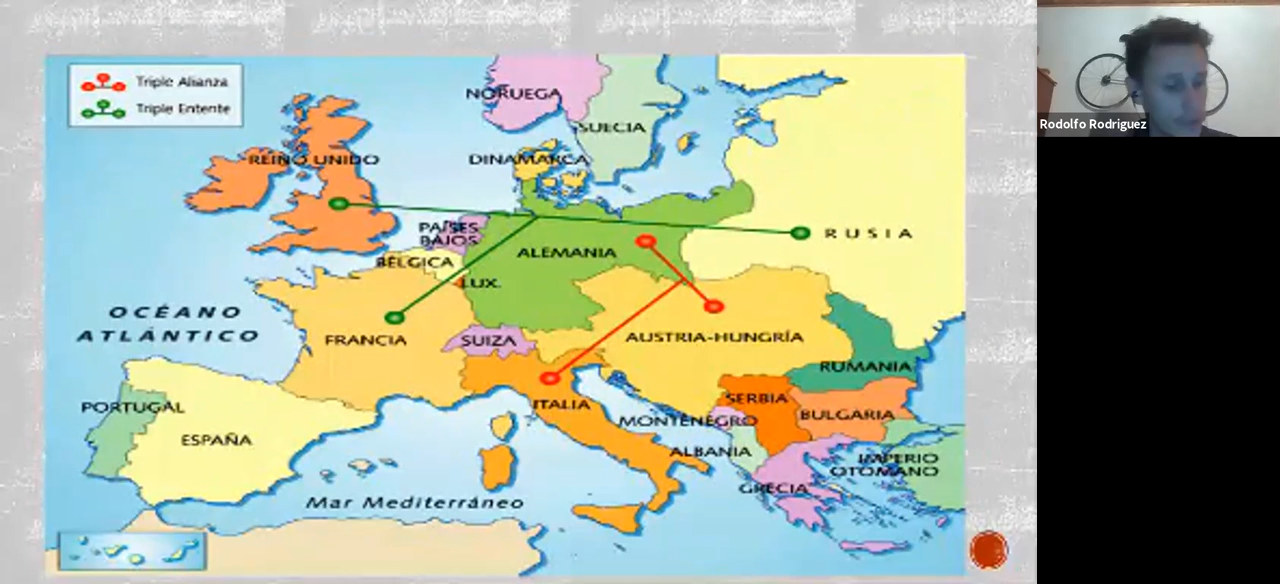 Triple Alianza
Triple Entente
Rodolfo Rodriguez
NORUEGA
SUECIA
REINO UNIDO
DINAMARCA
PAÍSES
BAJOS
RUSIA
ALEMANIA
BÉLGICA
LUX.
OCÉANO
ATLÁNTICO
FRANCIA
SUIZA
AUSTRIA-HUNGRÍA
RUMANIA
SERBIA
ITALIA
PORTUGAL
BULGARIA
MONTENEGRO
ESPAÑA
ALBANIA
IMPERIO
OTOMANO
GRECIA
Mar Mediterráneo